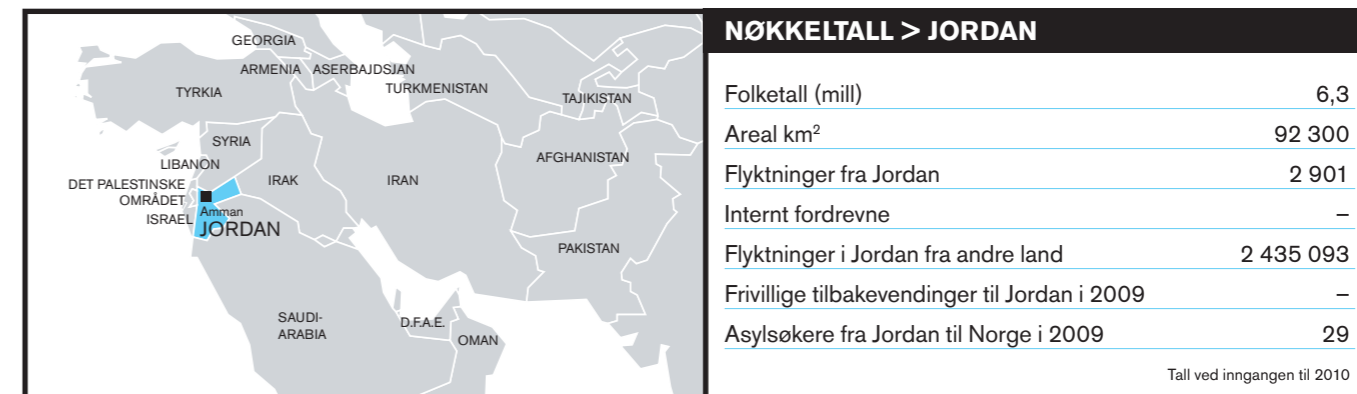 GEORGIA
ARMENIA ASERBAJDSJAN
TYRKIA
TURKMENISTAN
TAJIKISTAN
SYRIA
LIBANON
AFGHANISTAN
DET PALESTINSKE
OMRÅDET
IRAK
IRAN
ISRAEL
Amman
JORDAN
PAKISTAN
SAUDI-
ARABIA
D.F.A.E.
OMAN
NØKKELTALL > JORDAN
Folketall (mill) 6,3
Areal km² 92 300
Flyktninger fra Jordan 2 901
Internt fordrevne –
Flyktninger i Jordan fra andre land 2 435 093
Frivillige tilbakevendinger til Jordan i 2009 –
Asylsøkere fra Jordan til Norge i 2009 29
Tall ved inngangen til 2010